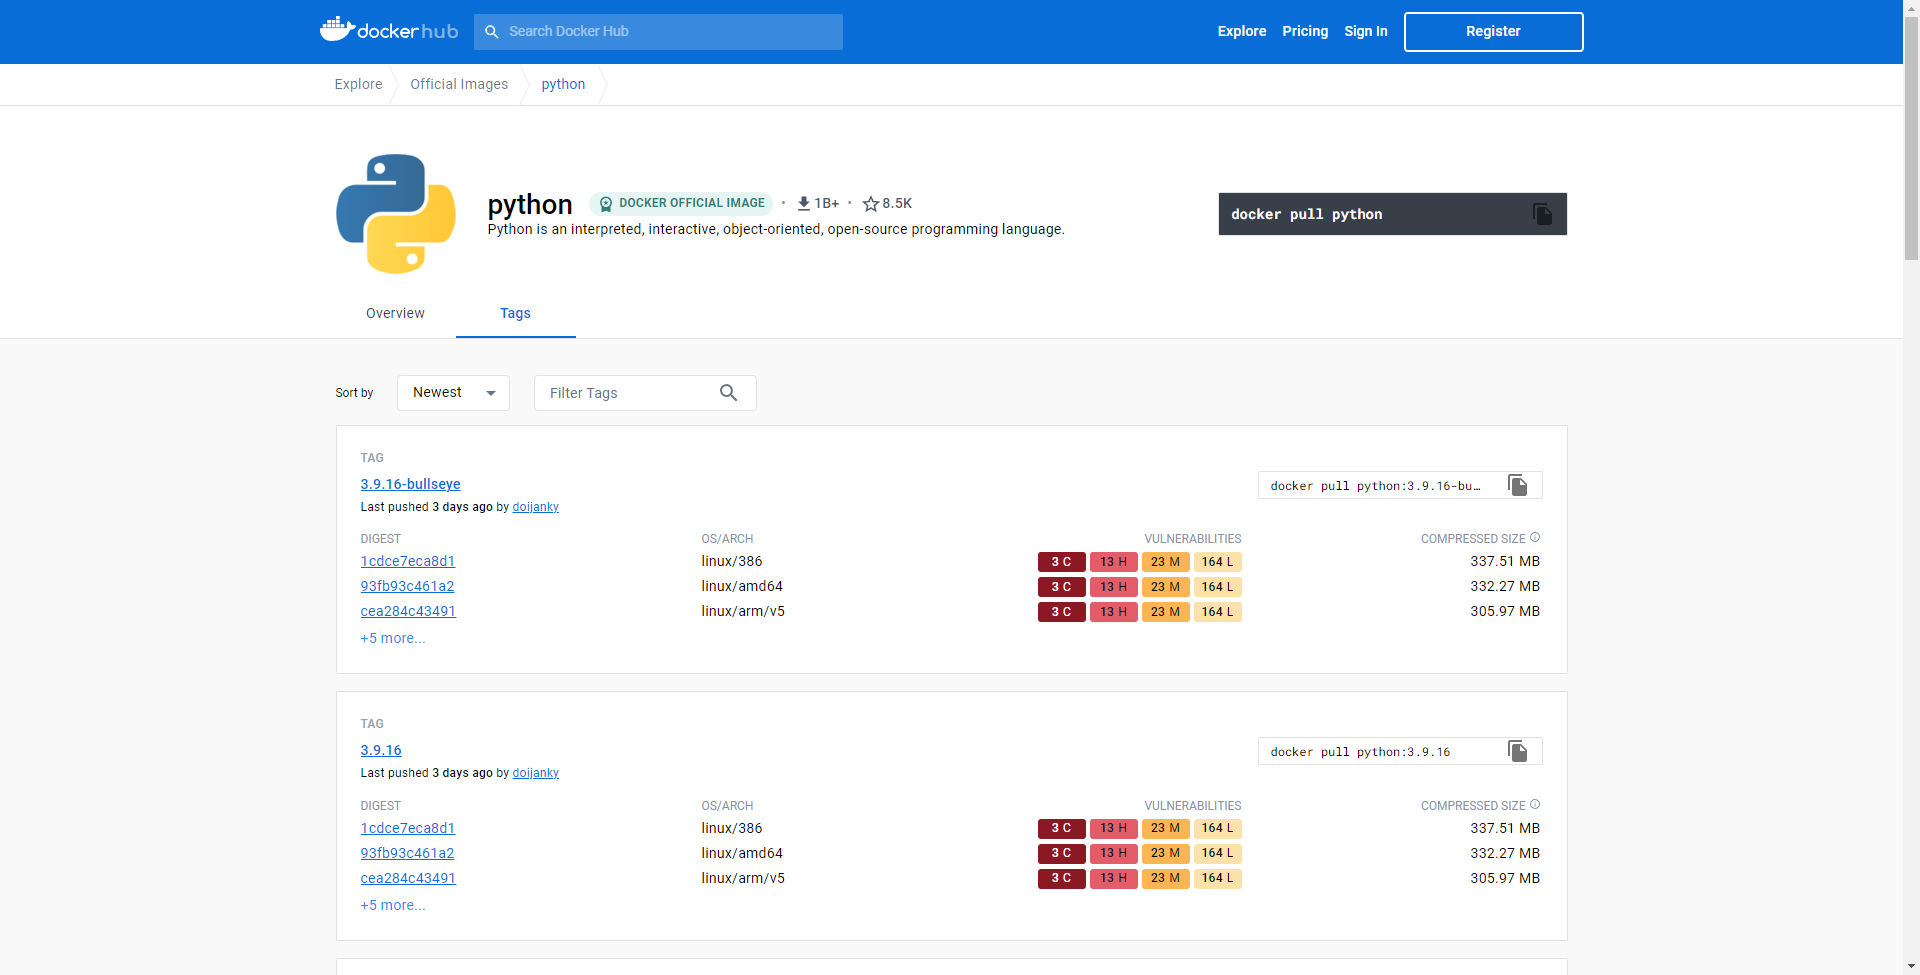 docker hub
Search Docker Hub
Explore Pricing Sign In Register
Explore Official Images python
python DOCKER OFFICIAL IMAGE • 1B+ • 8.5K
Python is an interpreted, interactive, object-oriented, open-source programming language.
docker pull python
Overview Tags
Sort by Newest Filter Tags
TAG
3.9.16-bullseye
docker pull python:3.9.16-bu…
Last pushed 3 days ago by doijanky
DIGEST OS/ARCH VULNERABILITIES COMPRESSED SIZE
1cdce7eca8d1 linux/386 3 C 13 H 23 M 164 L 337.51 MB
93fb93c461a2 linux/amd64 3 C 13 H 23 M 164 L 332.27 MB
cea284c43491 linux/arm/v5 3 C 13 H 23 M 164 L 305.97 MB
+5 more...
TAG
3.9.16
docker pull python:3.9.16
Last pushed 3 days ago by doijanky
DIGEST OS/ARCH VULNERABILITIES COMPRESSED SIZE
1cdce7eca8d1 linux/386 3 C 13 H 23 M 164 L 337.51 MB
93fb93c461a2 linux/amd64 3 C 13 H 23 M 164 L 332.27 MB
cea284c43491 linux/arm/v5 3 C 13 H 23 M 164 L 305.97 MB
+5 more...